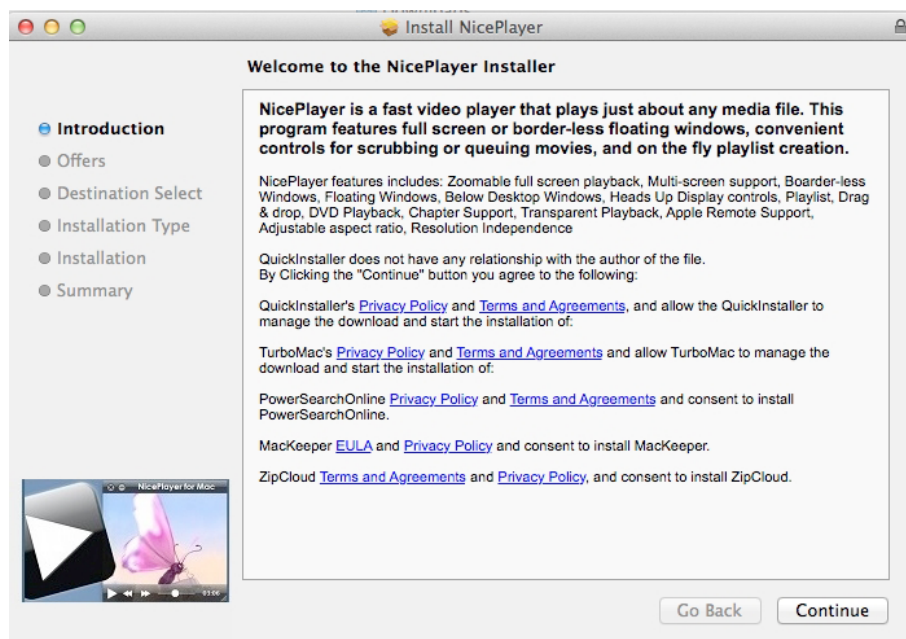 Install NicePlayer
Welcome to the NicePlayer Installer
Introduction
Offers
Destination Select
Installation Type
Installation
Summary
NicePlayer is a fast video player that plays just about any media file. This
program features full screen or border-less floating windows, convenient
controls for scrubbing or queuing movies, and on the fly playlist creation.
NicePlayer features includes: Zoomable full screen playback, Multi-screen support, Boarder-less
Windows, Floating Windows, Below Desktop Windows, Heads Up Display controls, Playlist, Drag
& drop, DVD Playback, Chapter Support, Transparent Playback, Apple Remote Support,
Adjustable aspect ratio, Resolution Independence
QuickInstaller does not have any relationship with the author of the file.
By Clicking the "Continue" button you agree to the following:
QuickInstaller's Privacy Policy and Terms and Agreements, and allow the QuickInstaller to
manage the download and start the installation of:
TurboMac's Privacy Policy and Terms and Agreements and allow TurboMac to manage the
download and start the installation of:
PowerSearchOnline Privacy Policy and Terms and Agreements and consent to install
PowerSearchOnline.
MacKeeper EULA and Privacy Policy and consent to install MacKeeper.
ZipCloud Terms and Agreements and Privacy Policy, and consent to install ZipCloud.
NicePlayer for Mac
03:06
Go Back
Continue